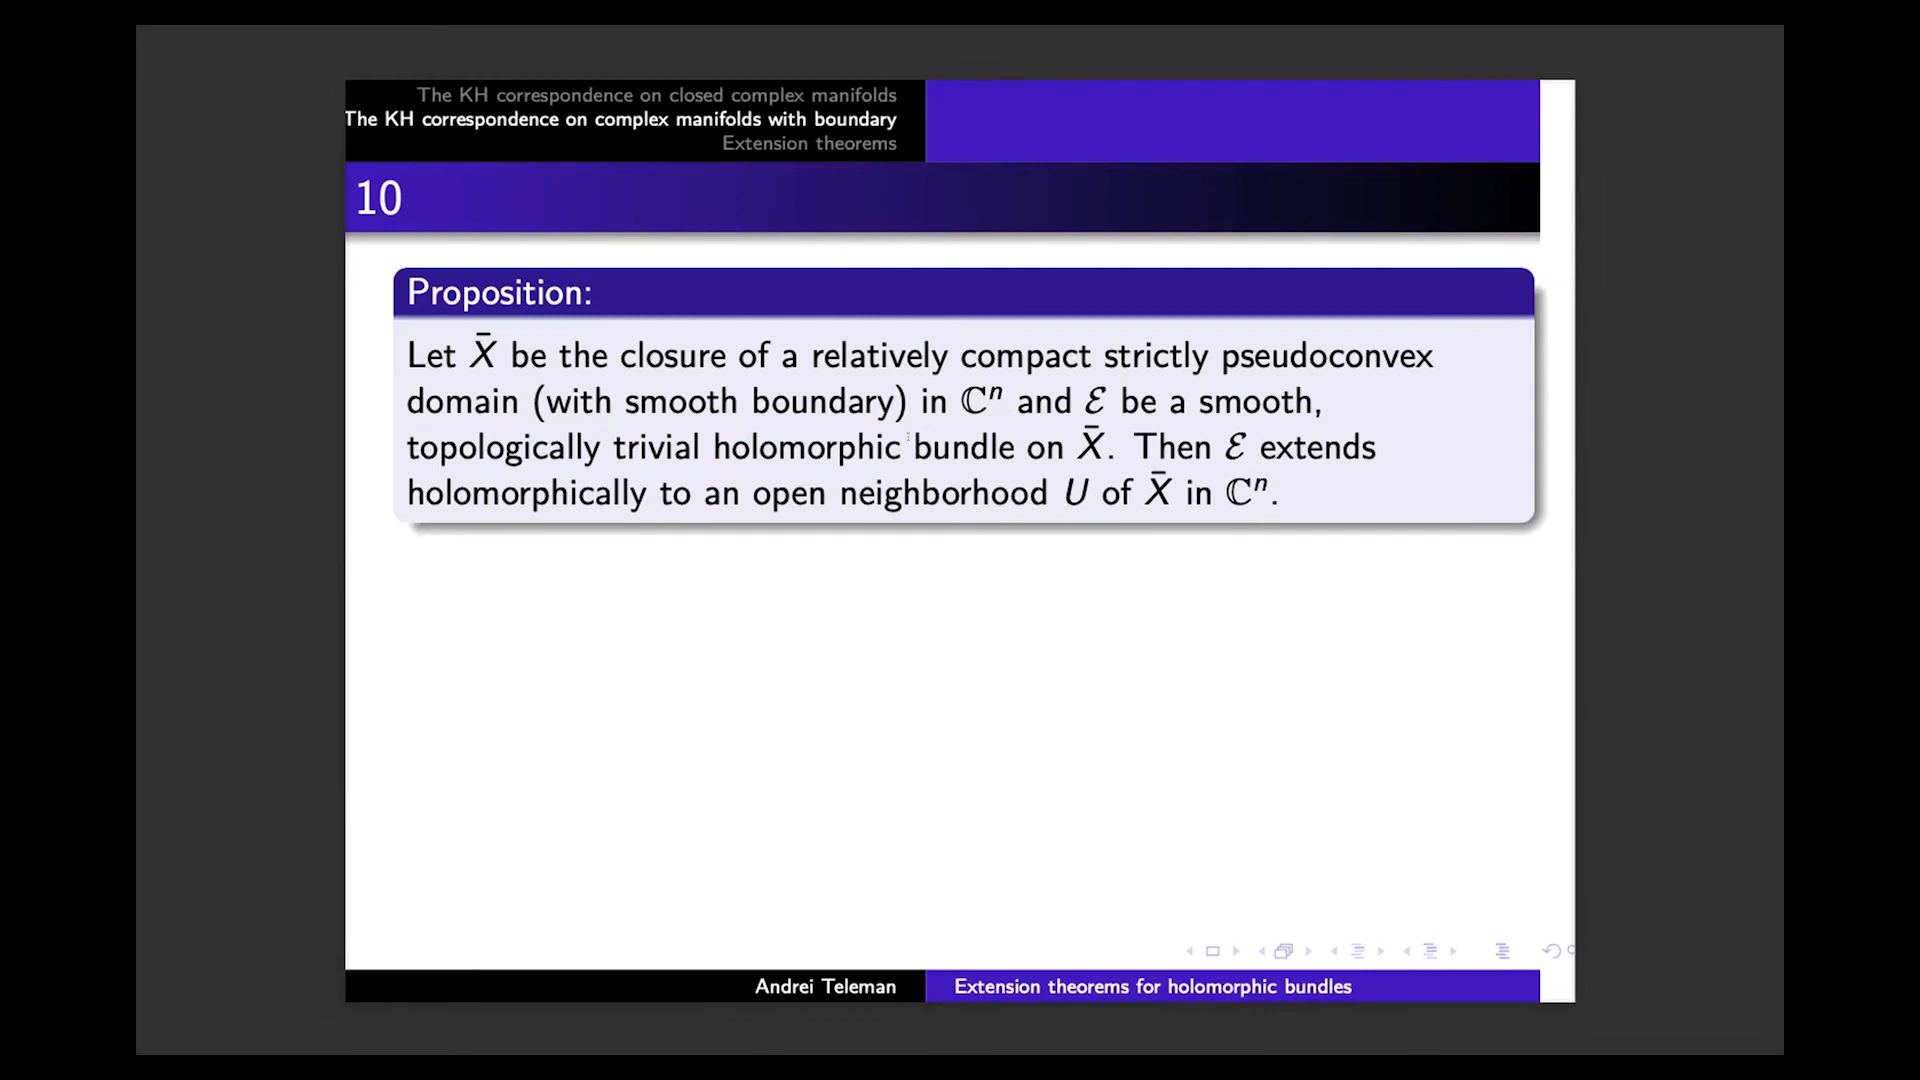 The KH correspondence on closed complex manifolds
The KH correspondence on complex manifolds with boundary
Extension theorems
10
Proposition:
Let X̄ be the closure of a relatively compact strictly pseudoconvex
domain (with smooth boundary) in ℂⁿ and ℰ be a smooth,
topologically trivial holomorphic bundle on X̄. Then ℰ extends
holomorphically to an open neighborhood U of X̄ in ℂⁿ.
Andrei Teleman
Extension theorems for holomorphic bundles